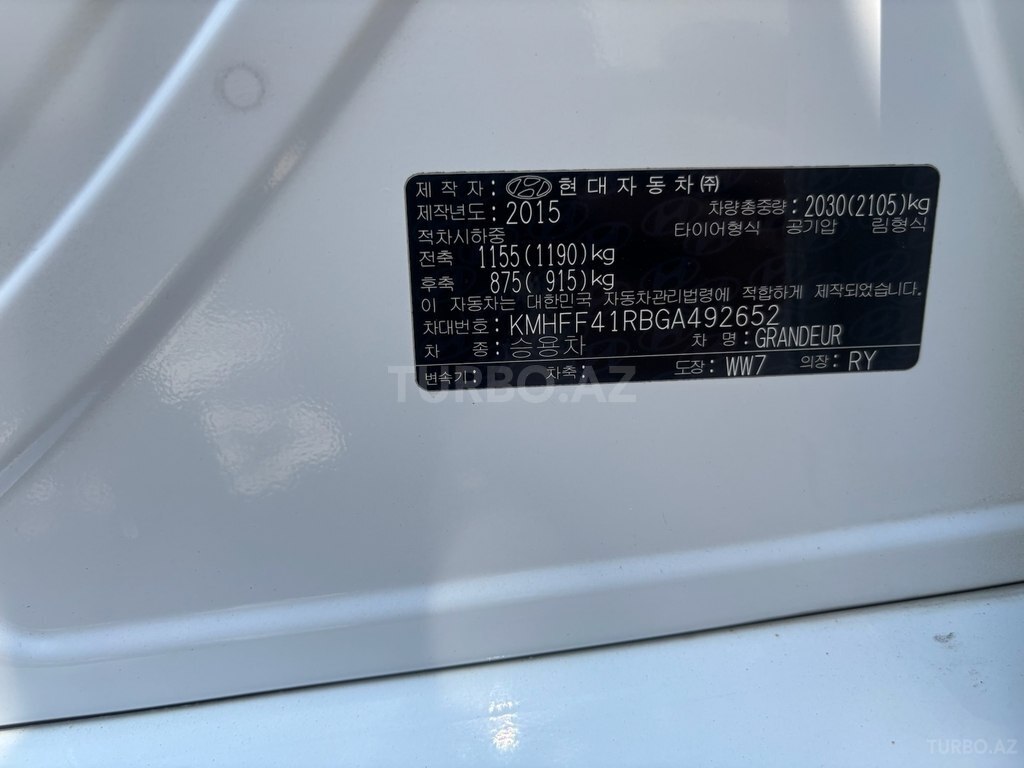 제 작 자 : 현대자동차㈜
제작년도 : 2015 차량총중량 : 2030(2105)kg
적차시하중 타이어형식 공기압 림형식
전축 1155(1190)kg
후축 875( 915)kg
이 자동차는 대한민국 자동차관리법령에 적합하게 제작되었습니다.
차대번호 : KMHFF41RBGA492652
차 종 : 승용차 차 명 : GRANDEUR
변속기 : 차축 : 도장 : WW7 의장 : RY
TURBO.AZ
TURBO.AZ